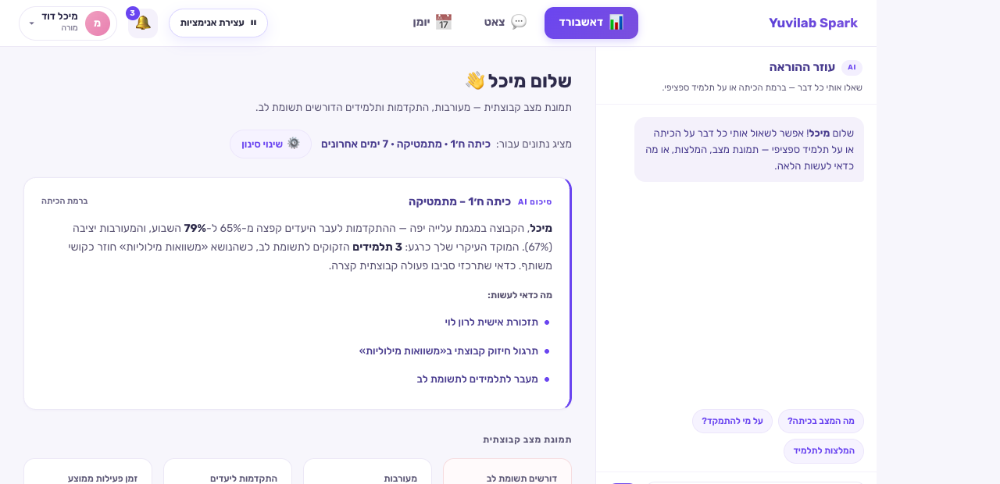 Yuvilab Spark
דאשבורד
צאט
יומן
עצירת אנימציות
3
מיכל דוד
מורה
מ
AI עוזר ההוראה
שאלו אותי כל דבר — ברמת הכיתה או על תלמיד ספציפי.
שלום מיכל! אפשר לשאול אותי כל דבר על הכיתה
או על תלמיד ספציפי — תמונת מצב, המלצות, או מה
כדאי לעשות הלאה.
מה המצב בכיתה?
על מי להתמקד?
המלצות לתלמיד
שלום מיכל 👋
תמונת מצב קבוצתית — מעורבות, התקדמות ותלמידים הדורשים תשומת לב.
מציג נתונים עבור: כיתה ח׳1 • מתמטיקה • 7 ימים אחרונים
שינוי סינון
סיכום AI כיתה ח׳1 – מתמטיקה
ברמת הכיתה
מיכל, הקבוצה במגמת עלייה יפה — ההתקדמות לעבר היעדים קפצה מ-65% ל-79% השבוע, והמעורבות יציבה
(67%). המוקד העיקרי שלך כרגע: 3 תלמידים הזקוקים לתשומת לב, כשהנושא «משוואות מילוליות» חוזר כקושי
משותף. כדאי שתרכזי סביבו פעולה קבוצתית קצרה.
מה כדאי לעשות:
תזכורת אישית לרון לוי
תרגול חיזוק קבוצתי ב«משוואות מילוליות»
מעבר לתלמידים לתשומת לב
תמונת מצב קבוצתית
דורשים תשומת לב
מעורבות
התקדמות ליעדים
זמן פעילות ממוצע